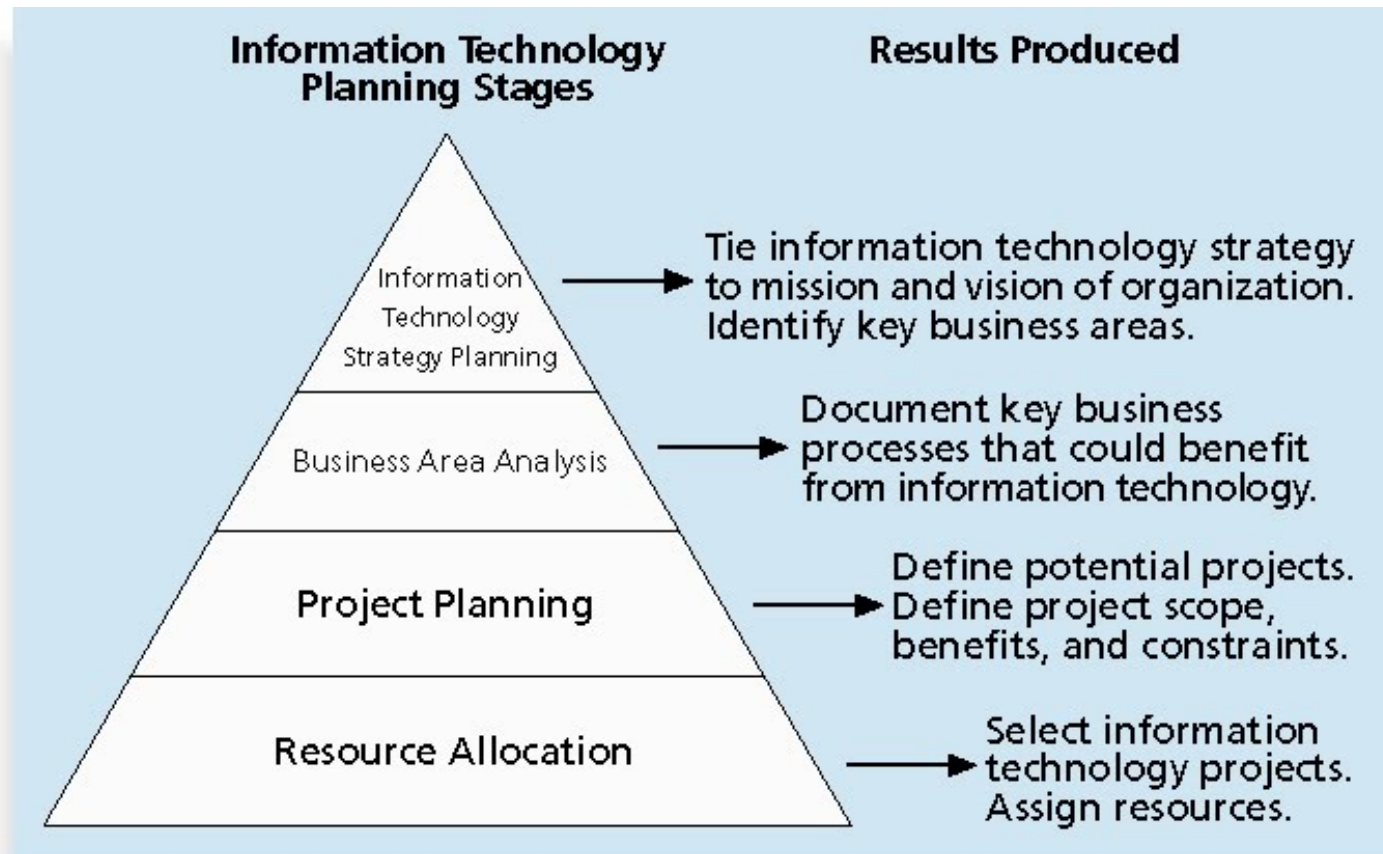 Information Technology
Planning Stages
Results Produced
Information
Technology
Strategy Planning
Tie information technology strategy
to mission and vision of organization.
Identify key business areas.
Business Area Analysis
Document key business
processes that could benefit
from information technology.
Project Planning
Define potential projects.
Define project scope,
benefits, and constraints.
Resource Allocation
Select information
technology projects.
Assign resources.